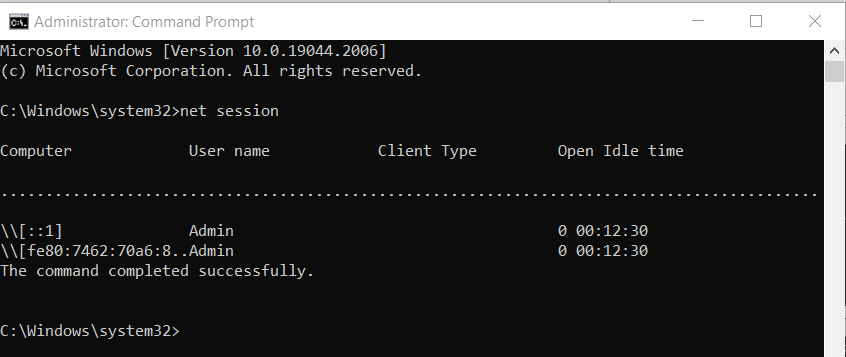 Administrator: Command Prompt
Microsoft Windows [Version 10.0.19044.2006]
(c) Microsoft Corporation. All rights reserved.
C:\Windows\system32>net session
Computer User name Client Type Open Idle time
...........................................................................................
\\[::1] Admin 0 00:12:30
\\[fe80:7462:70a6:8..Admin 0 00:12:30
The command completed successfully.
C:\Windows\system32>